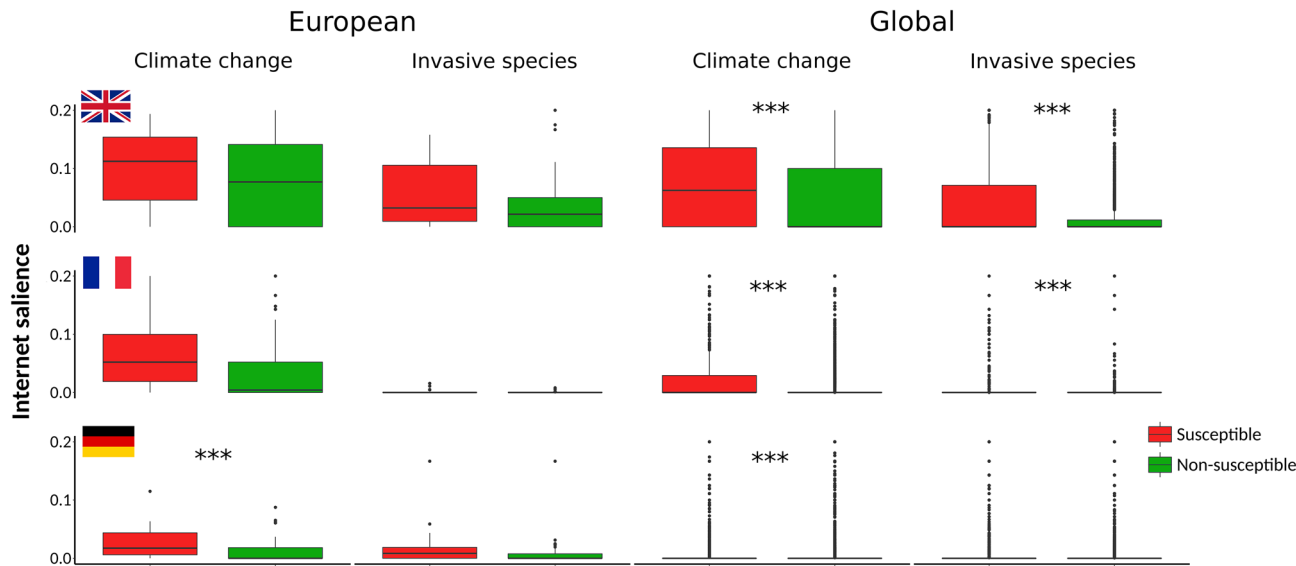 European Global
Climate change Invasive species Climate change Invasive species
Internet salience
0.2
*** ***
0.1
0.0
0.2
*** ***
0.1
0.0
0.2
*** ***
0.1
0.0
Susceptible
Non-susceptible